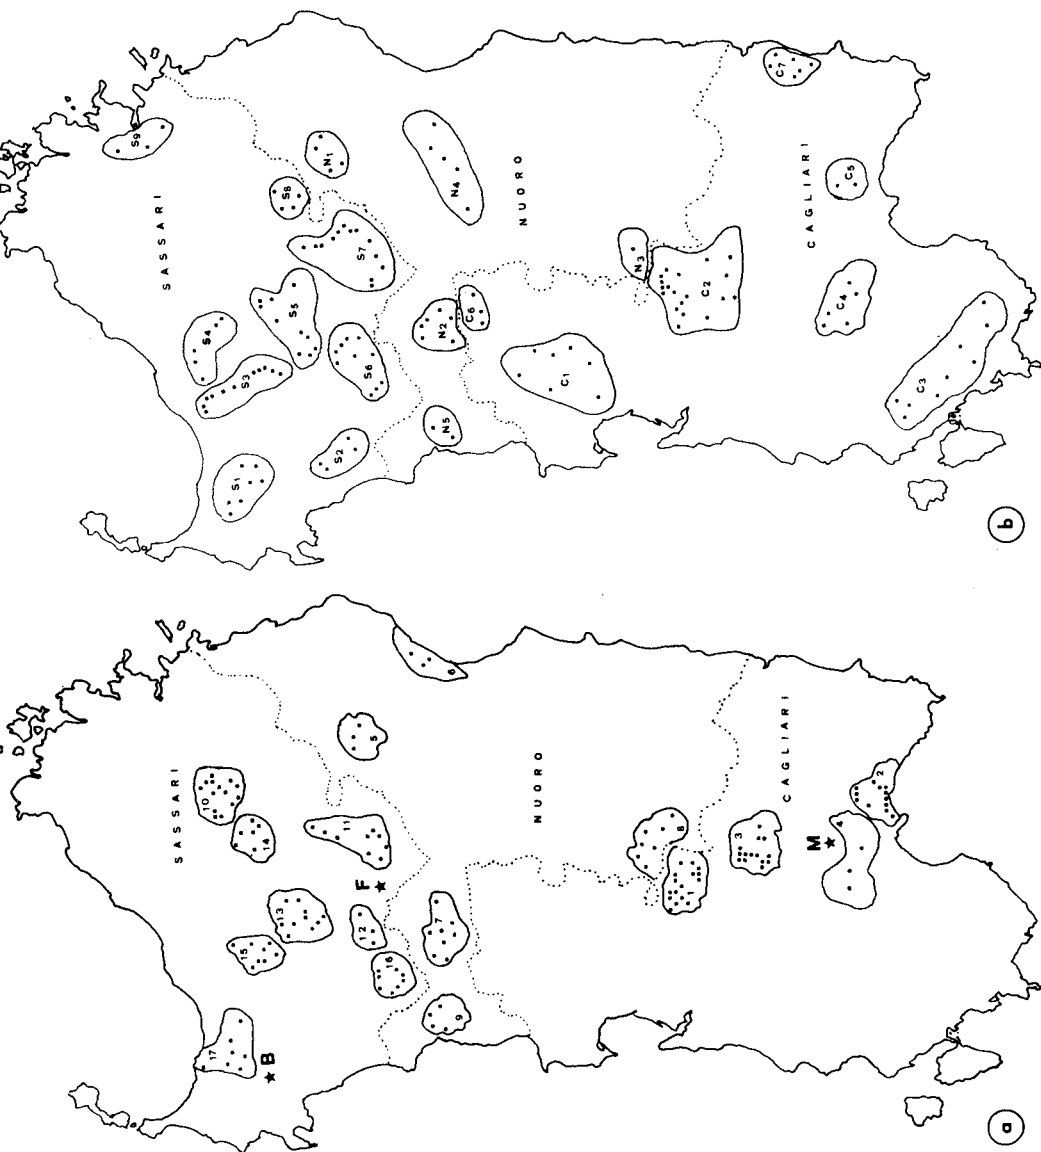 S9
S8
N1
S7
S5
S4
S3
S6
S2
S1
SASSARI
N4
NUORO
N2
C6
N5
C1
N3
C2
C7
CAGLIARI
C5
C4
C3
b
SASSARI
10
14
11
5
6
F
13
12
15
16
7
9
17
B
NUORO
8
1
3
CAGLIARI
2
M
4
a